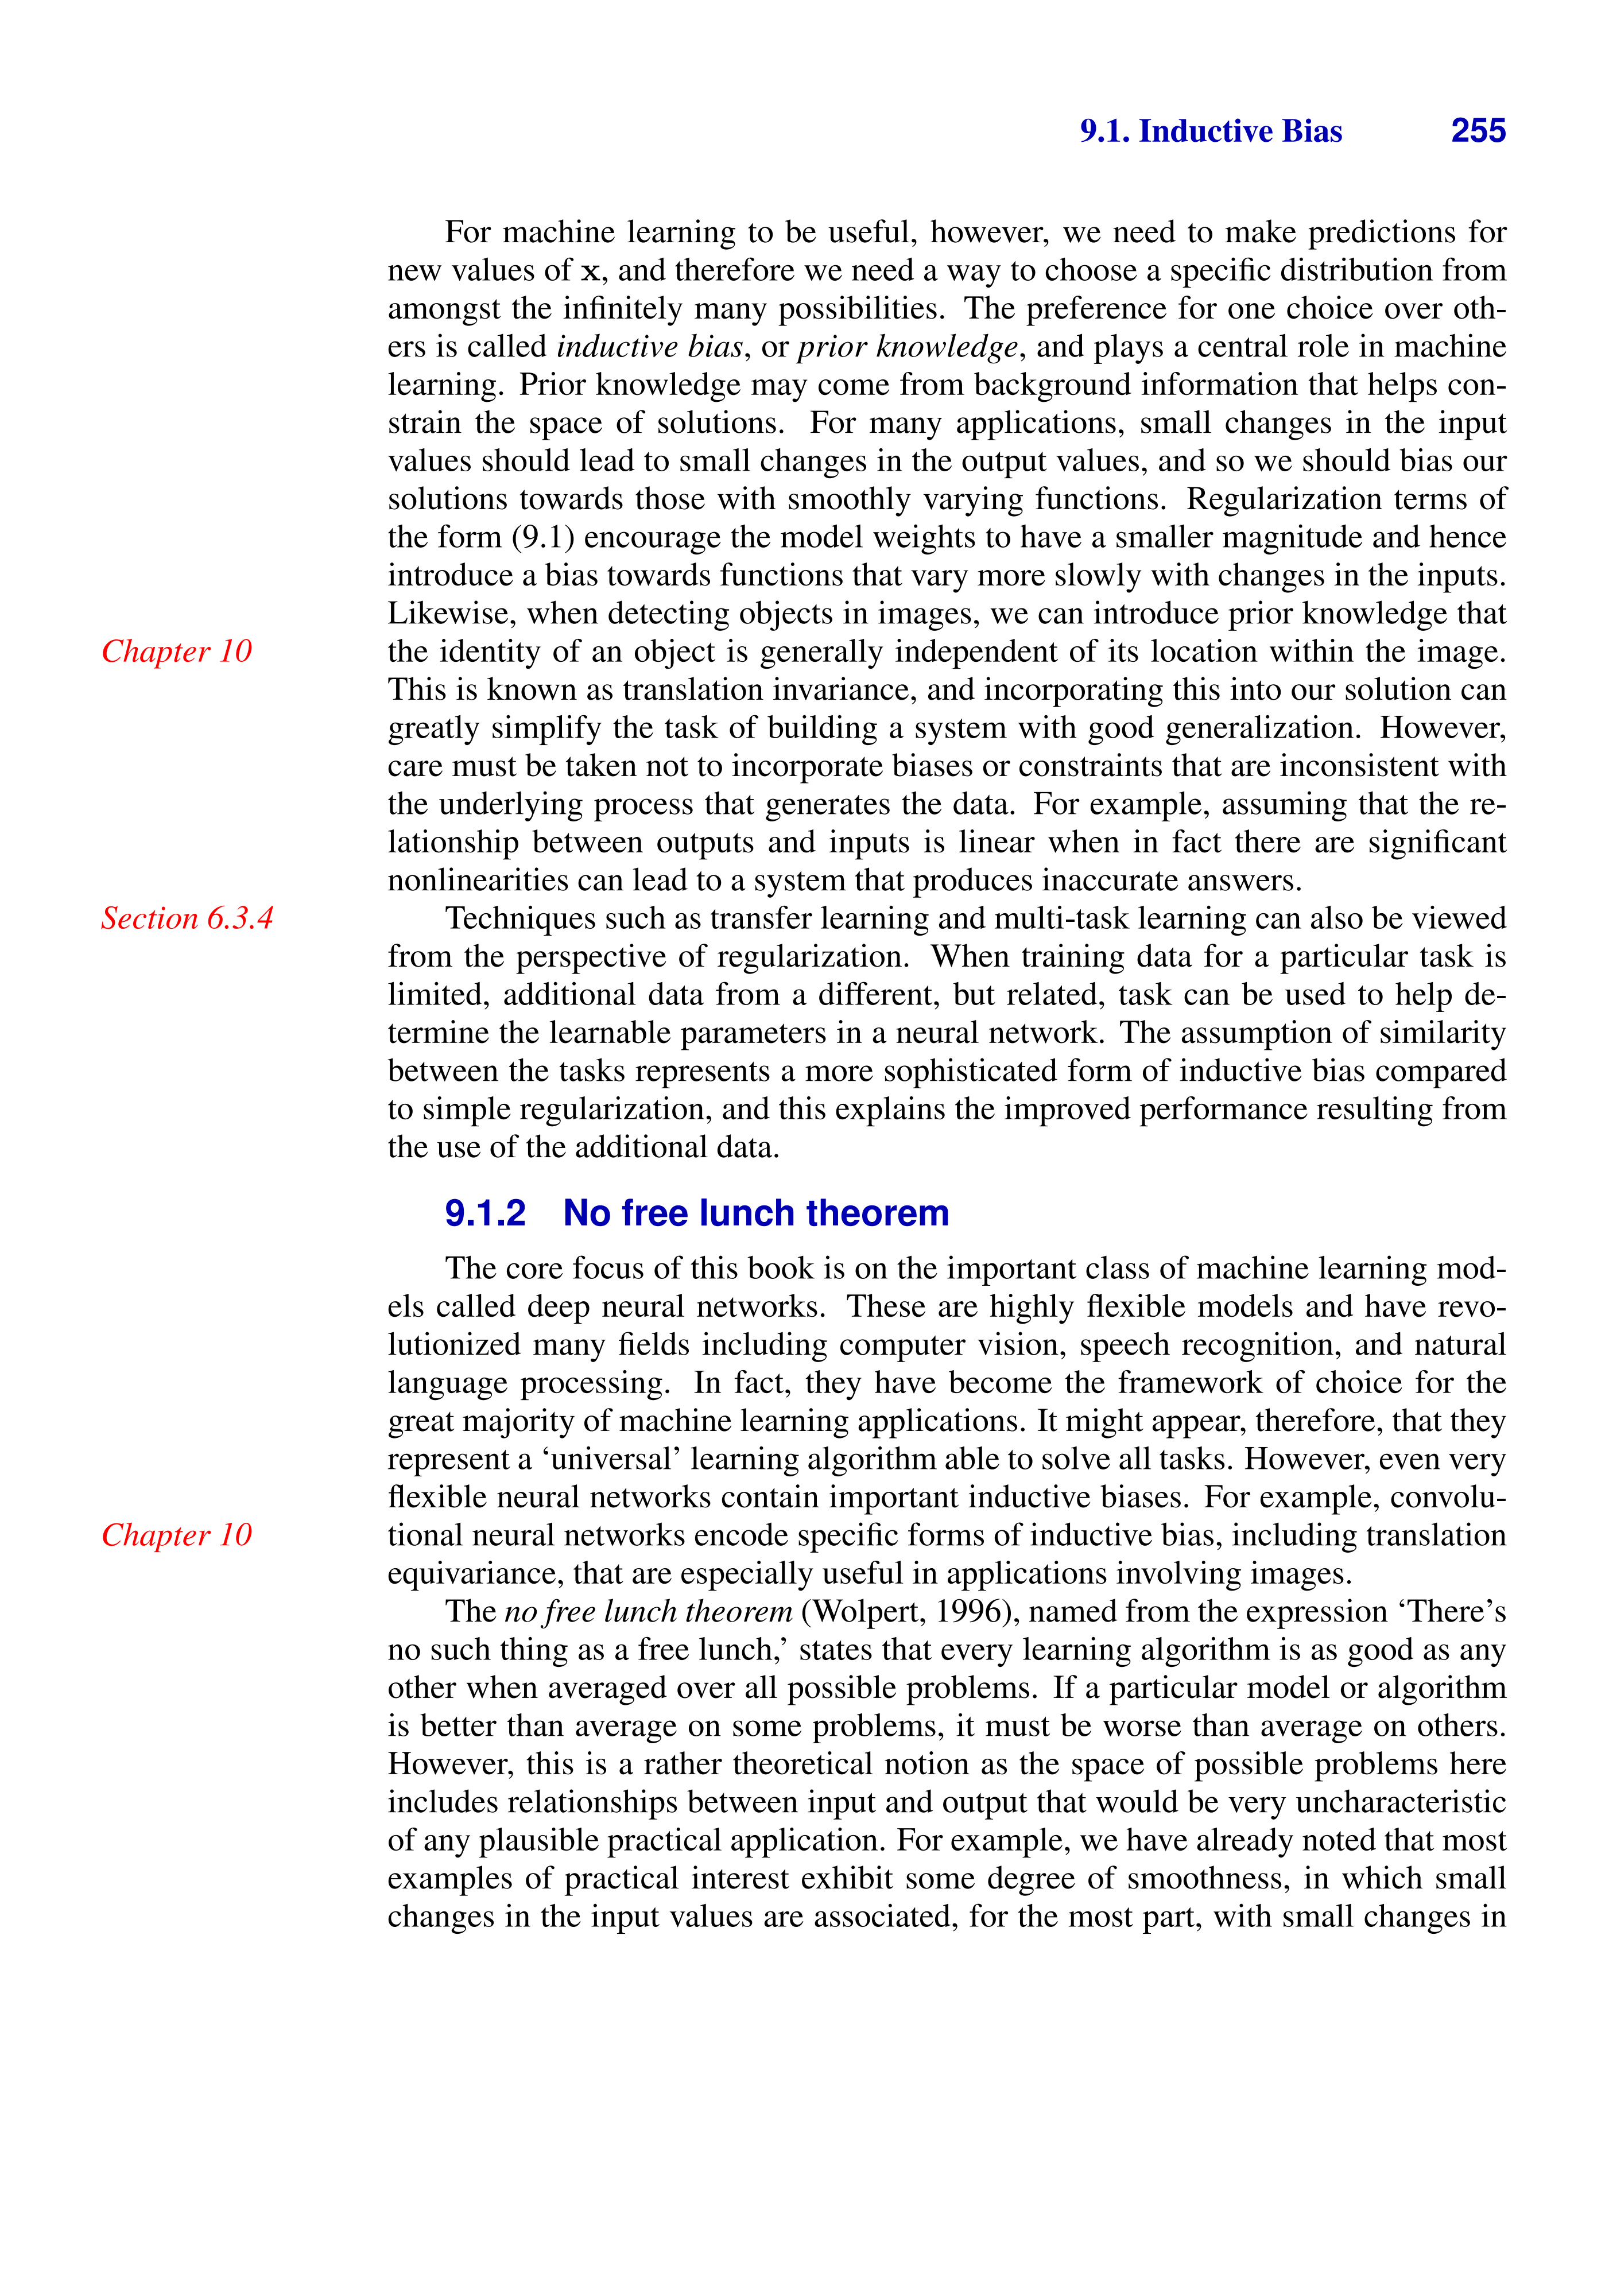 9.1. Inductive Bias 255
For machine learning to be useful, however, we need to make predictions for
new values of x, and therefore we need a way to choose a specific distribution from
amongst the infinitely many possibilities. The preference for one choice over oth-
ers is called inductive bias, or prior knowledge, and plays a central role in machine
learning. Prior knowledge may come from background information that helps con-
strain the space of solutions. For many applications, small changes in the input
values should lead to small changes in the output values, and so we should bias our
solutions towards those with smoothly varying functions. Regularization terms of
the form (9.1) encourage the model weights to have a smaller magnitude and hence
introduce a bias towards functions that vary more slowly with changes in the inputs.
Likewise, when detecting objects in images, we can introduce prior knowledge that
Chapter 10 the identity of an object is generally independent of its location within the image.
This is known as translation invariance, and incorporating this into our solution can
greatly simplify the task of building a system with good generalization. However,
care must be taken not to incorporate biases or constraints that are inconsistent with
the underlying process that generates the data. For example, assuming that the re-
lationship between outputs and inputs is linear when in fact there are significant
nonlinearities can lead to a system that produces inaccurate answers.
Section 6.3.4 Techniques such as transfer learning and multi-task learning can also be viewed
from the perspective of regularization. When training data for a particular task is
limited, additional data from a different, but related, task can be used to help de-
termine the learnable parameters in a neural network. The assumption of similarity
between the tasks represents a more sophisticated form of inductive bias compared
to simple regularization, and this explains the improved performance resulting from
the use of the additional data.
9.1.2 No free lunch theorem
The core focus of this book is on the important class of machine learning mod-
els called deep neural networks. These are highly flexible models and have revo-
lutionized many fields including computer vision, speech recognition, and natural
language processing. In fact, they have become the framework of choice for the
great majority of machine learning applications. It might appear, therefore, that they
represent a ‘universal’ learning algorithm able to solve all tasks. However, even very
flexible neural networks contain important inductive biases. For example, convolu-
Chapter 10 tional neural networks encode specific forms of inductive bias, including translation
equivariance, that are especially useful in applications involving images.
The no free lunch theorem (Wolpert, 1996), named from the expression ‘There’s
no such thing as a free lunch,’ states that every learning algorithm is as good as any
other when averaged over all possible problems. If a particular model or algorithm
is better than average on some problems, it must be worse than average on others.
However, this is a rather theoretical notion as the space of possible problems here
includes relationships between input and output that would be very uncharacteristic
of any plausible practical application. For example, we have already noted that most
examples of practical interest exhibit some degree of smoothness, in which small
changes in the input values are associated, for the most part, with small changes in